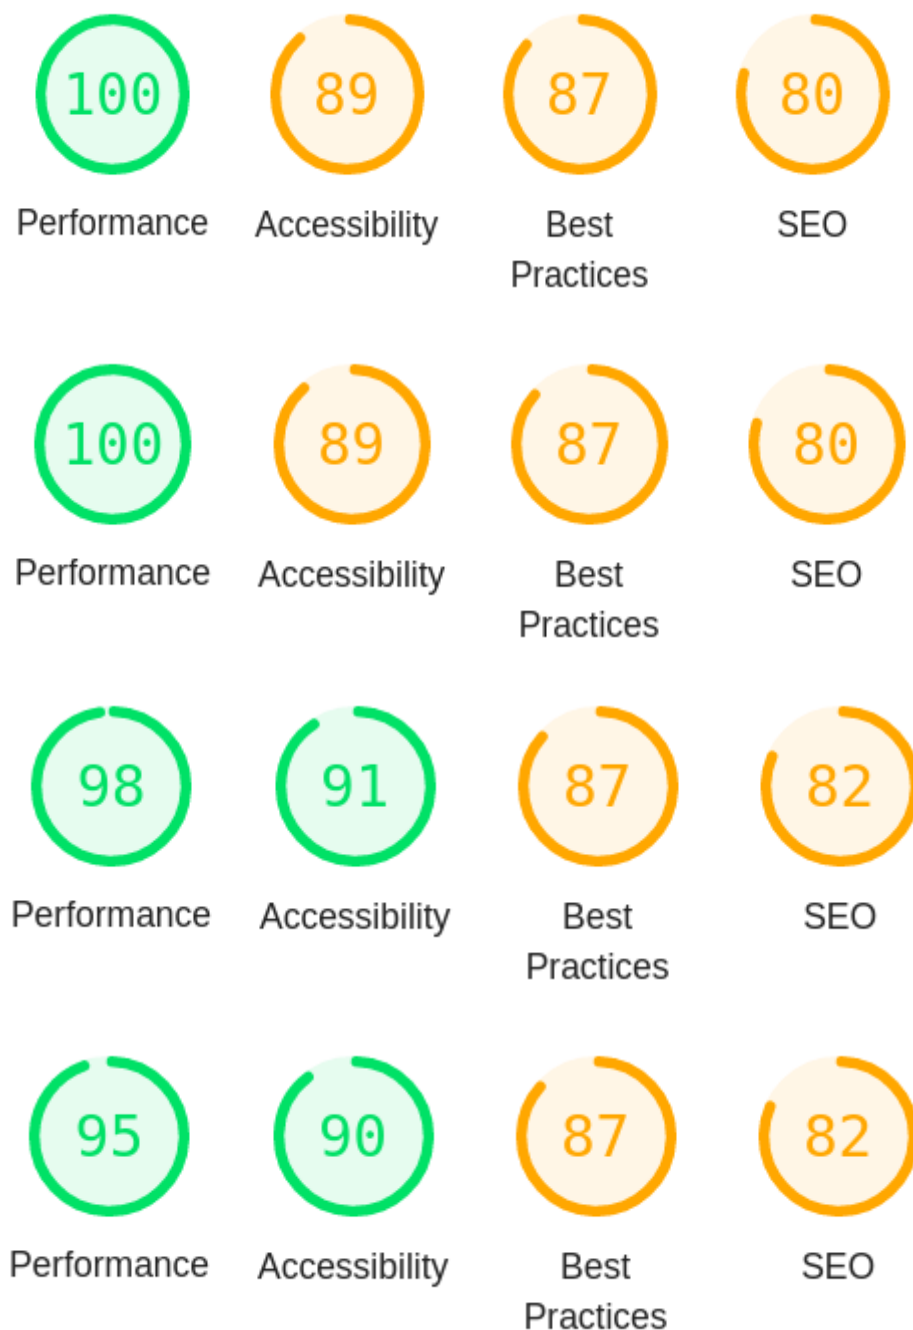 100 89 87 80
Performance Accessibility Best SEO
Practices
100 89 87 80
Performance Accessibility Best SEO
Practices
98 91 87 82
Performance Accessibility Best SEO
Practices
95 90 87 82
Performance Accessibility Best SEO
Practices